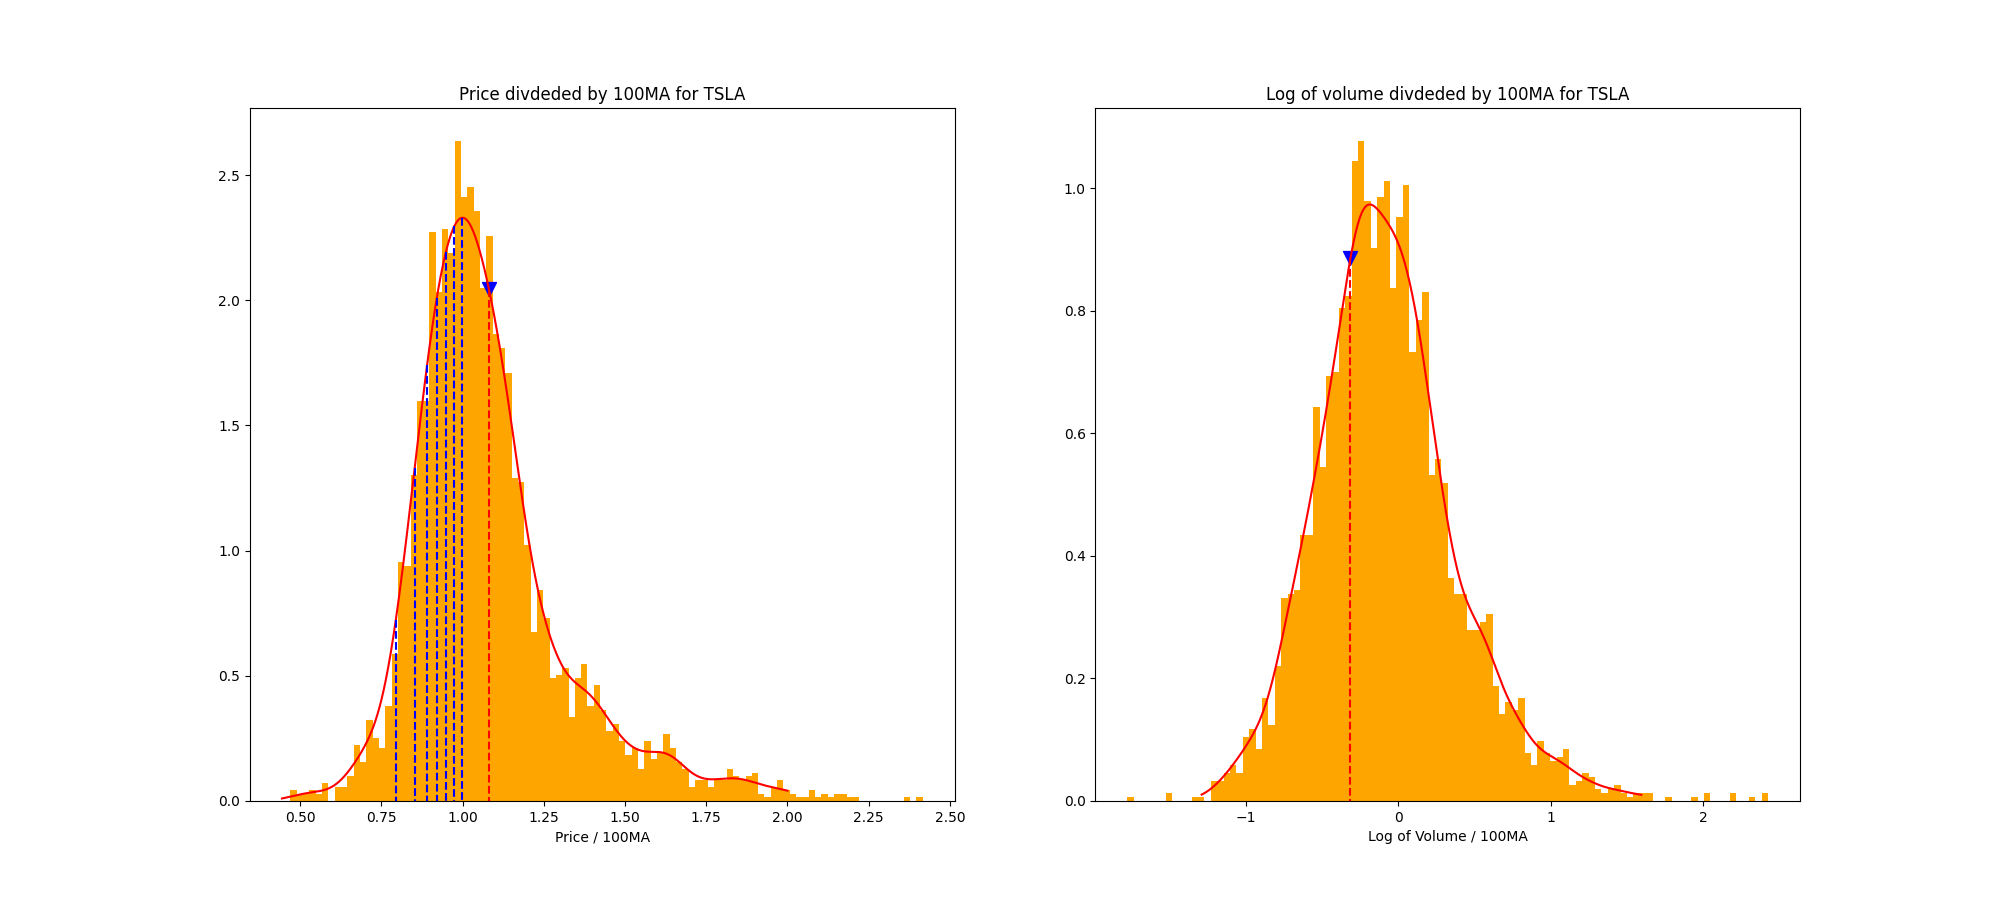 Price divdeded by 100MA for TSLA
2.5
2.0
1.5
1.0
0.5
0.0
0.50 0.75 1.00 1.25 1.50 1.75 2.00 2.25 2.50
Price / 100MA
Log of volume divdeded by 100MA for TSLA
1.0
0.8
0.6
0.4
0.2
0.0
−1 0 1 2
Log of Volume / 100MA